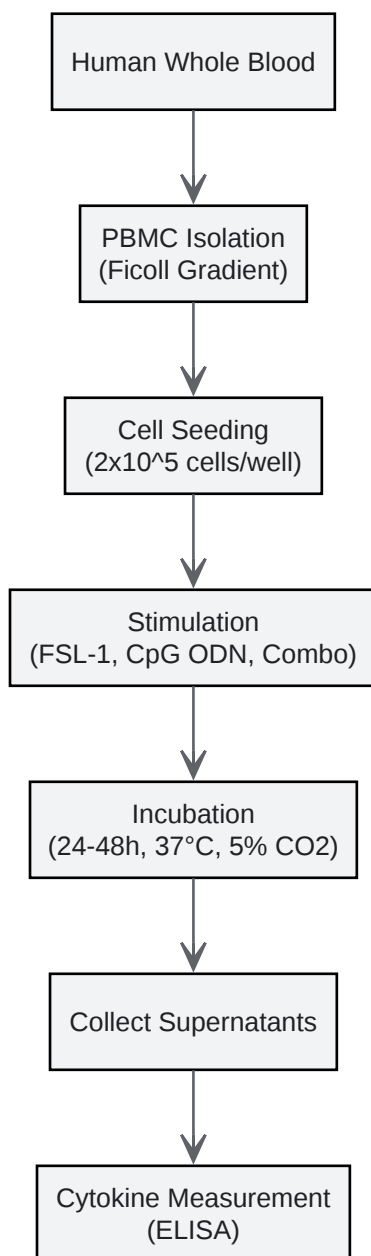 Human Whole Blood
PBMC Isolation
(Ficoll Gradient)
Cell Seeding
(2x10^5 cells/well)
Stimulation
(FSL-1, CpG ODN, Combo)
Incubation
(24-48h, 37°C, 5% CO2)
Collect Supernatants
Cytokine Measurement
(ELISA)